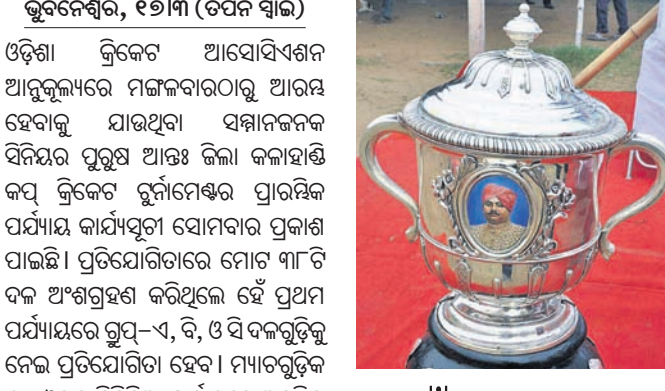 ଭୁବନେଶ୍ୱର, ୧୭।୩ (ତପନ ସ୍ୱାଇଁ)
ଓଡ଼ିଶା କ୍ରିକେଟ ଆସୋସିଏଶନ
ଆନୁକୂଲ୍ୟରେ ମଙ୍ଗଳବାରଠାରୁ ଆରମ୍ଭ
ହେବାକୁ ଯାଉଥିବା ସମ୍ମାନଜନକ
ସିନିୟର ପୁରୁଷ ଆନ୍ତଃ ଜିଲା କଳାହାଣ୍ଡି
କପ୍ କ୍ରିକେଟ ଟୁର୍ନାମେଣ୍ଟର ପ୍ରାରମ୍ଭିକ
ପର୍ଯ୍ୟାୟ କାର୍ଯ୍ୟସୂଚୀ ସୋମବାର ପ୍ରକାଶ
ପାଇଛି। ପ୍ରତିଯୋଗିତାରେ ମୋଟ ୩୮ଟି
ଦଳ ଅଂଶଗ୍ରହଣ କରିଥିଲେ ହେଁ ପ୍ରଥମ
ପର୍ଯ୍ୟାୟରେ ଗ୍ରୁପ୍-ଏ, ବି, ଓ ସି ଦଳଗୁଡ଼ିକୁ
ନେଇ ପ୍ରତିଯୋଗିତା ହେବ। ମ୍ୟାଚଗୁଡ଼ିକ